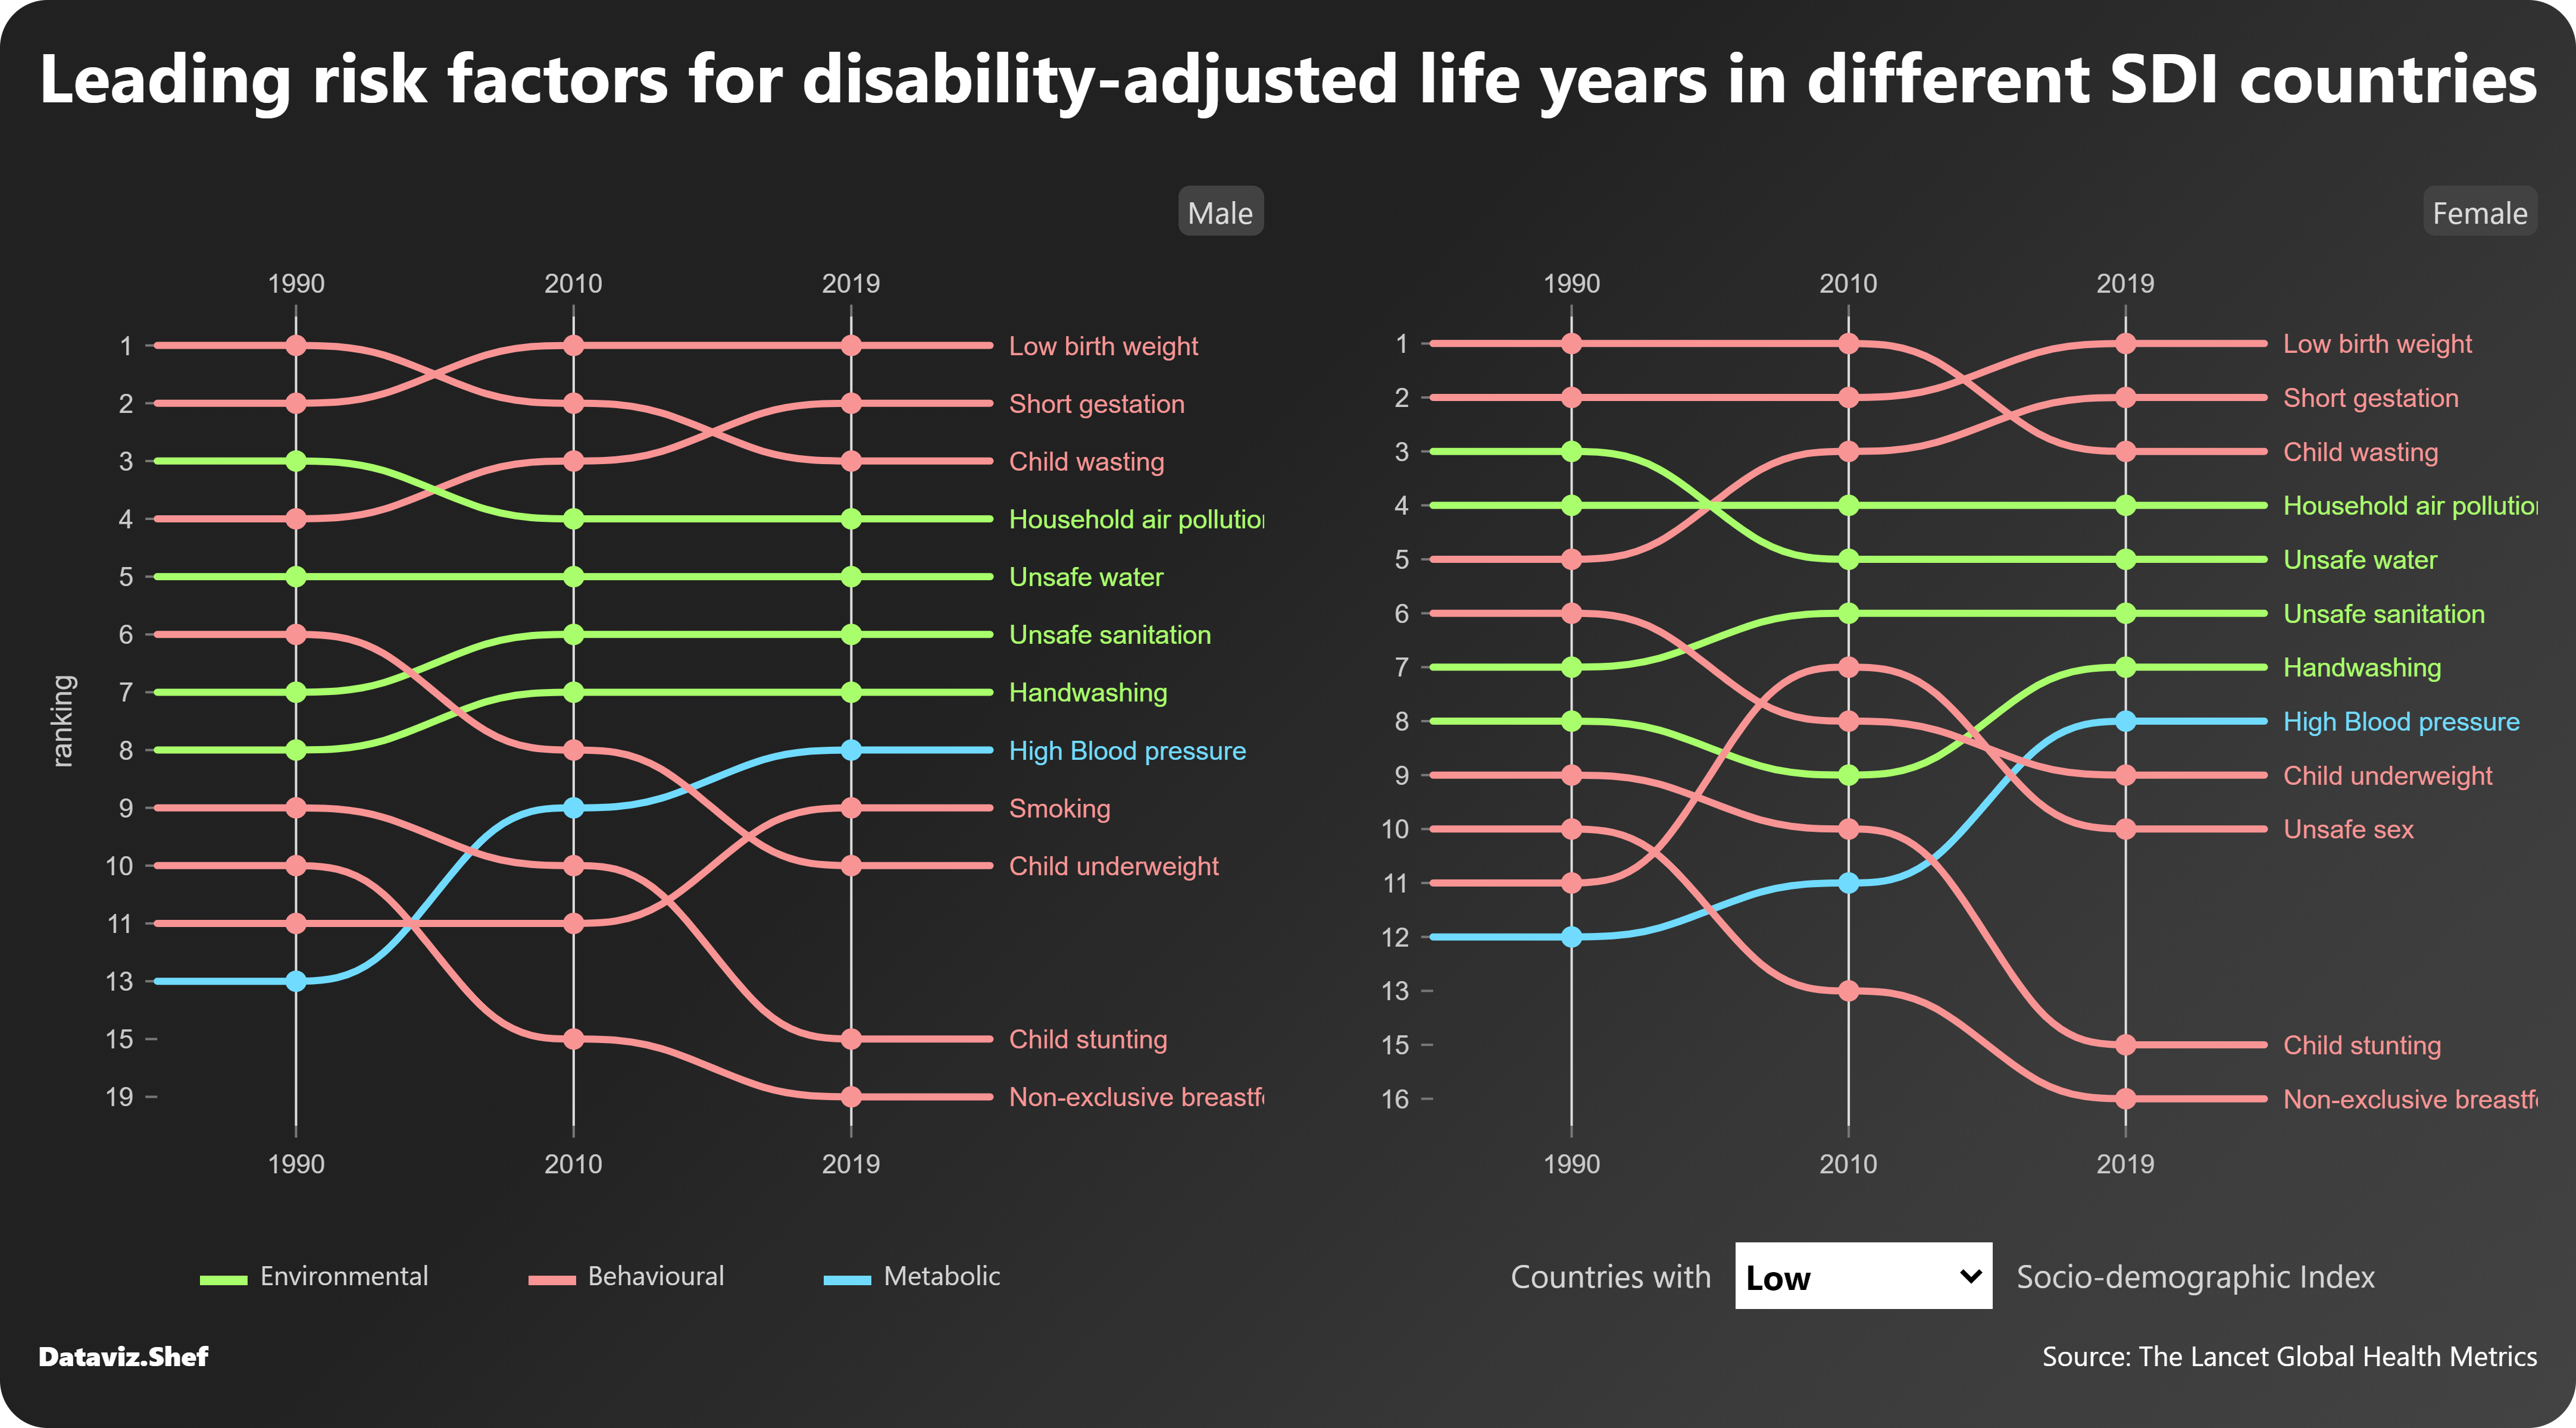 Leading risk factors for disability-adjusted life years in different SDI countries
Male
1990 2010 2019
ranking
1
2
3
4
5
6
7
8
9
10
11
13
15
19
Low birth weight
Short gestation
Child wasting
Household air pollution
Unsafe water
Unsafe sanitation
Handwashing
High Blood pressure
Smoking
Child underweight
Child stunting
Non-exclusive breastfe
1990 2010 2019
Female
1990 2010 2019
1
2
3
4
5
6
7
8
9
10
11
12
13
15
16
Low birth weight
Short gestation
Child wasting
Household air pollution
Unsafe water
Unsafe sanitation
Handwashing
High Blood pressure
Child underweight
Unsafe sex
Child stunting
Non-exclusive breastfe
1990 2010 2019
Environmental Behavioural Metabolic
Countries with Low Socio-demographic Index
Dataviz.Shef
Source: The Lancet Global Health Metrics